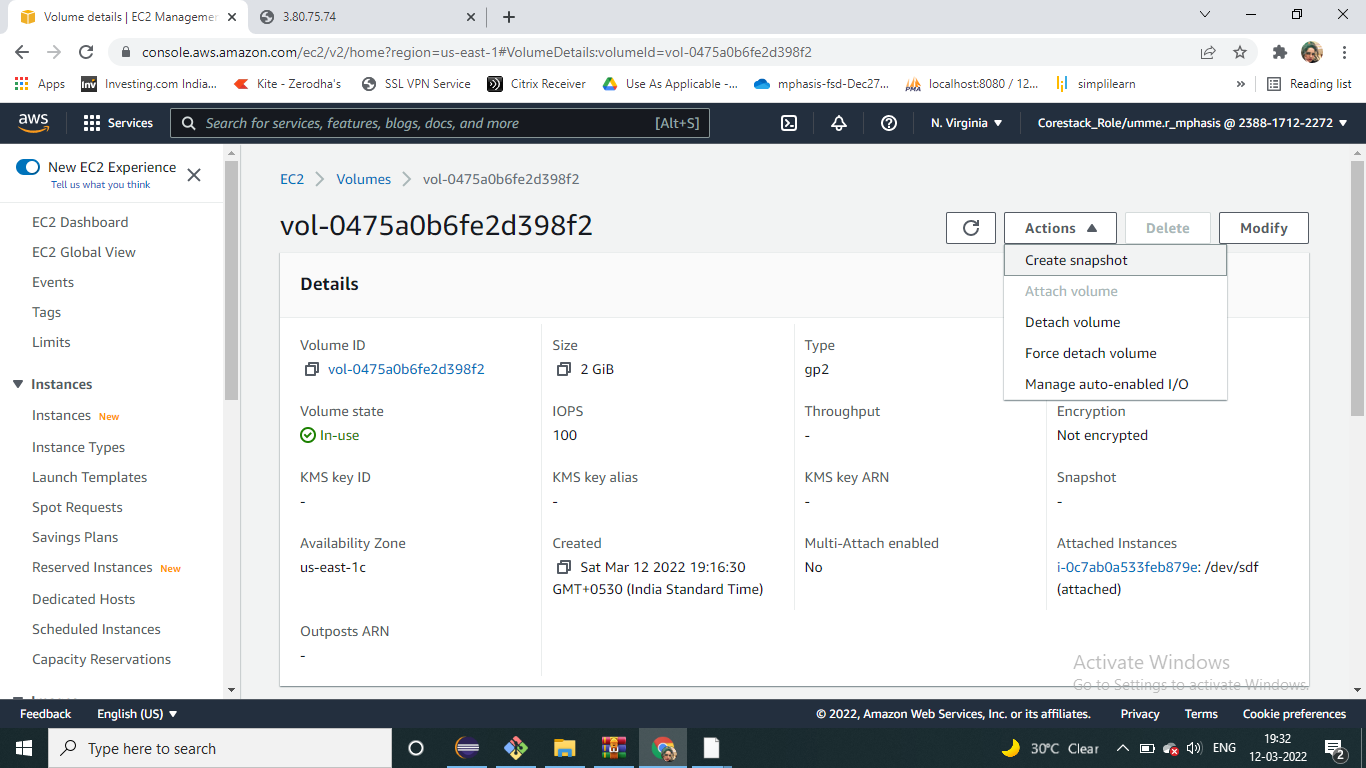 Volume details | EC2 Managemen
3.80.75.74
console.aws.amazon.com/ec2/v2/home?region=us-east-1#VolumeDetails:volumeId=vol-0475a0b6fe2d398f2
Apps
inv Investing.com India...
Kite - Zerodha's
SSL VPN Service
Citrix Receiver
Use As Applicable -...
mphasis-fsd-Dec27...
localhost:8080 / 12...
simplilearn
»
Reading list
aws
Services
Search for services, features, blogs, docs, and more [Alt+S]
N. Virginia
Corestack_Role/umme.r_mphasis @ 2388-1712-2272
New EC2 Experience
Tell us what you think
EC2 Dashboard
EC2 Global View
Events
Tags
Limits
Instances
Instances New
Instance Types
Launch Templates
Spot Requests
Savings Plans
Reserved Instances New
Dedicated Hosts
Scheduled Instances
Capacity Reservations
EC2 Volumes vol-0475a0b6fe2d398f2
vol-0475a0b6fe2d398f2
Actions
Delete
Modify
Create snapshot
Attach volume
Detach volume
Force detach volume
Manage auto-enabled I/O
Details
Volume ID
vol-0475a0b6fe2d398f2
Size
2 GiB
Type
gp2
Volume state
In-use
IOPS
100
Throughput
-
Encryption
Not encrypted
KMS key ID
-
KMS key alias
-
KMS key ARN
-
Snapshot
-
Availability Zone
us-east-1c
Created
Sat Mar 12 2022 19:16:30
GMT+0530 (India Standard Time)
Multi-Attach enabled
No
Attached Instances
i-0c7ab0a533feb879e: /dev/sdf
(attached)
Outposts ARN
-
Activate Windows
Go to Settings to activate Windows.
Feedback
English (US)
© 2022, Amazon Web Services, Inc. or its affiliates.
Privacy
Terms
Cookie preferences
Type here to search
30°C Clear
ENG
19:32
12-03-2022
2